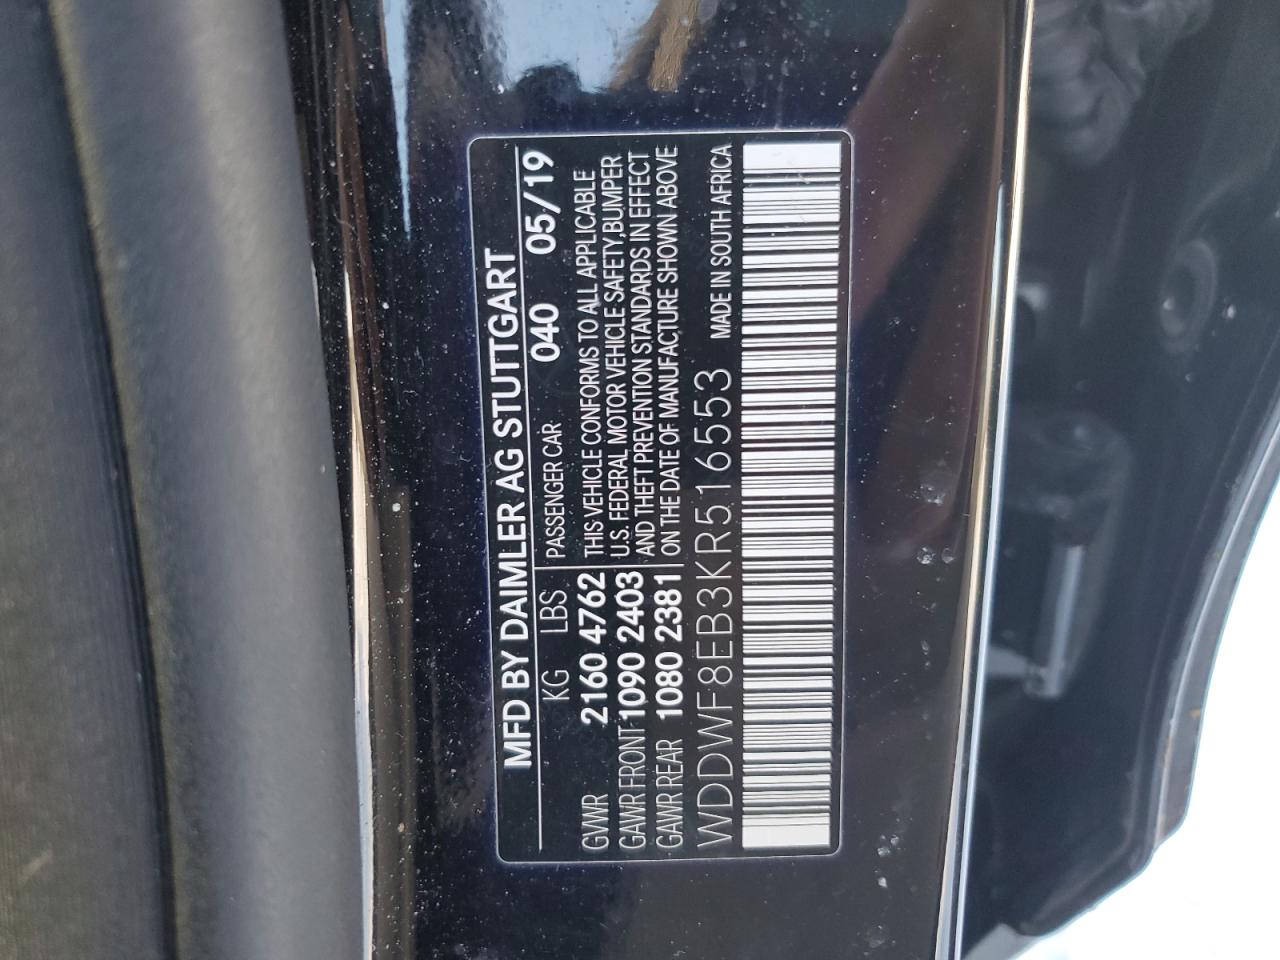 MFD BY DAIMLER AG STUTTGART
KG LBS PASSENGER CAR 040 05/19
GVWR 2160 4762
GAWR FRONT 1090 2403
GAWR REAR 1080 2381
THIS VEHICLE CONFORMS TO ALL APPLICABLE
U.S. FEDERAL MOTOR VEHICLE SAFETY,BUMPER
AND THEFT PREVENTION STANDARDS IN EFFECT
ON THE DATE OF MANUFACTURE SHOWN ABOVE
WDDWF8EB3KR516553 MADE IN SOUTH AFRICA